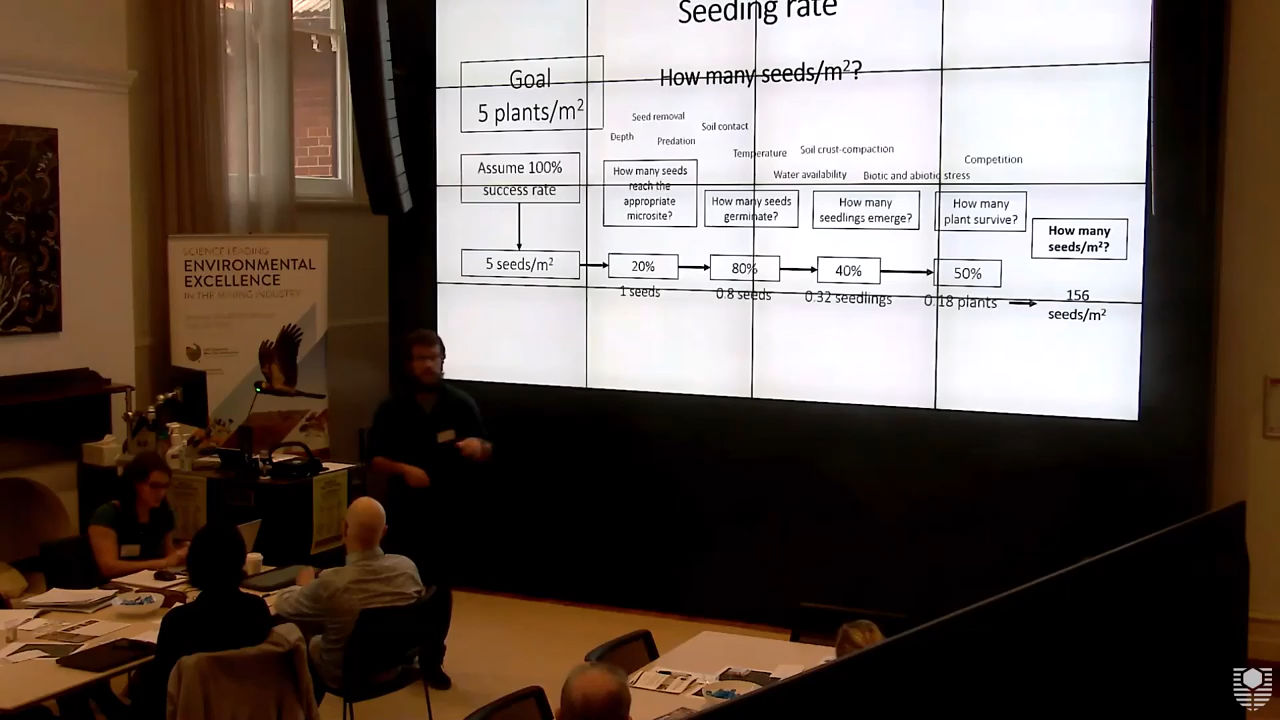 Seeding rate
How many seeds/m²?
Goal
5 plants/m²
Seed removal
Soil contact
Depth
Predation
Temperature
Soil crust-compaction
Water availability
Biotic and abiotic stress
Competition
Assume 100%
success rate
How many seeds
reach the
appropriate
microsite?
How many seeds
germinate?
How many
seedlings emerge?
How many
plant survive?
How many
seeds/m²?
5 seeds/m²
20%
80%
40%
50%
1 seeds
0.8 seeds
0.32 seedlings
0.18 plants
156
seeds/m²
SCIENCE LEADING
ENVIRONMENTAL
EXCELLENCE
IN THE MINING INDUSTRY